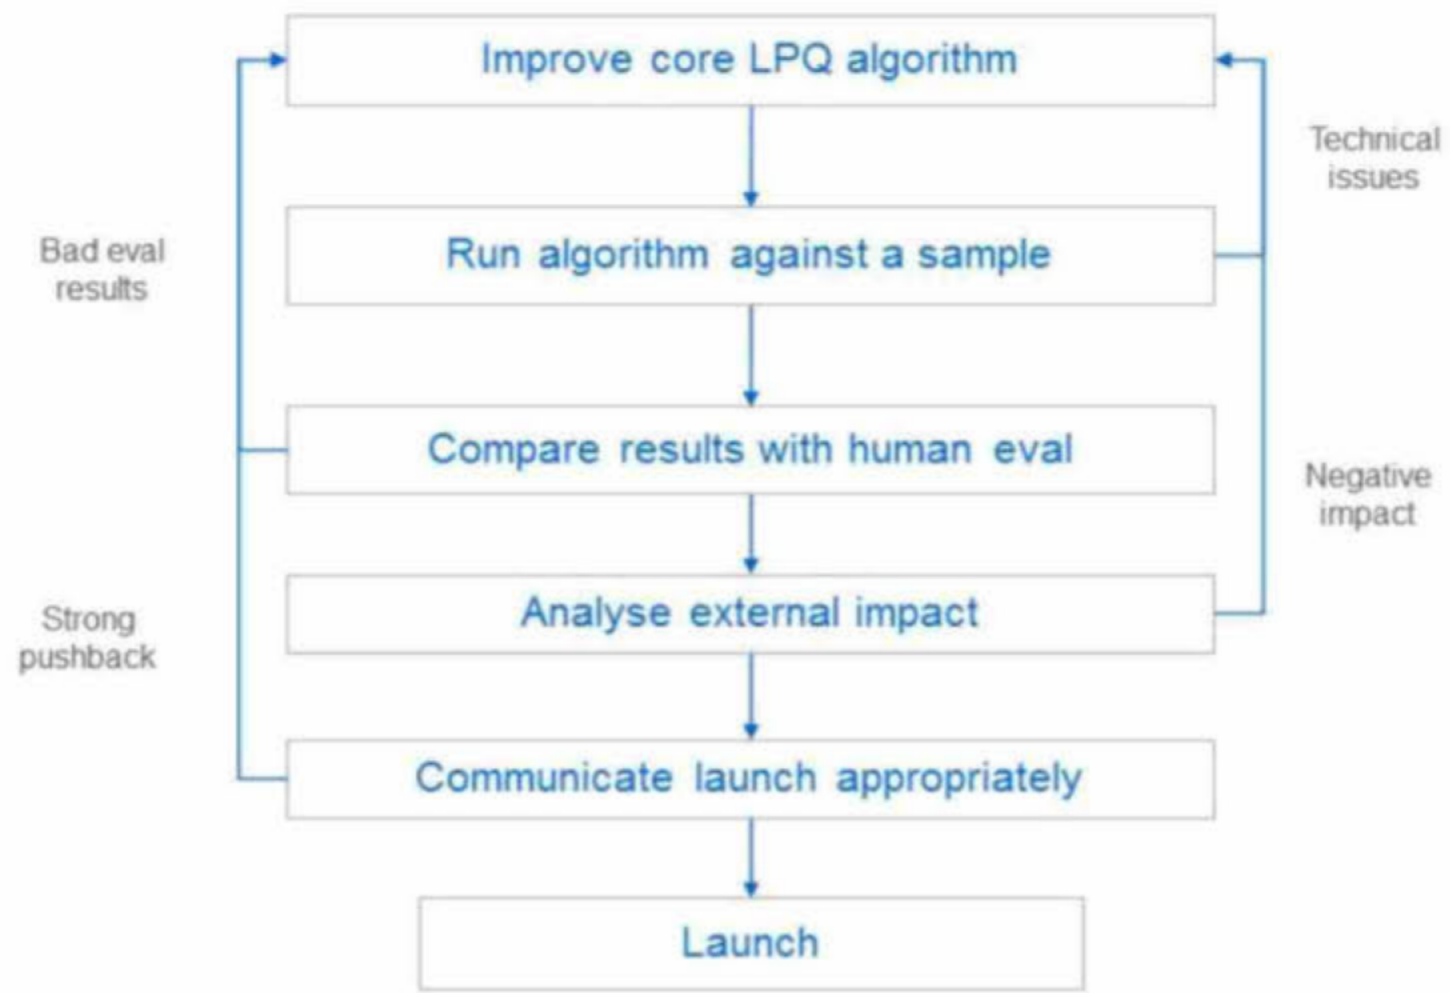 Improve core LPQ algorithm
Technical
issues
Run algorithm against a sample
Bad eval
results
Compare results with human eval
Negative
impact
Analyse external impact
Strong
pushback
Communicate launch appropriately
Launch